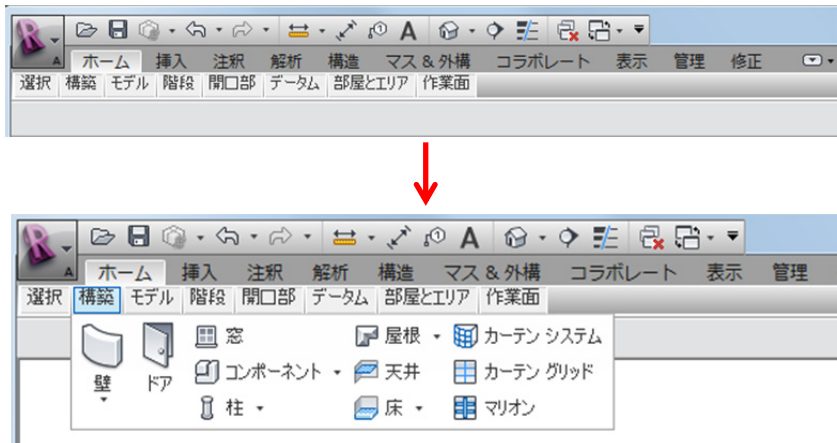 A
A
ホーム 挿入 注釈 解析 構造 マス & 外構 コラボレート 表示 管理 修正
選択 構築 モデル 階段 開口部 データム 部屋とエリア 作業面
A
A
ホーム 挿入 注釈 解析 構造 マス & 外構 コラボレート 表示 管理
選択 構築 モデル 階段 開口部 データム 部屋とエリア 作業面
窓 屋根 カーテン システム
壁 ドア コンポーネント 天井 カーテン グリッド
柱 床 マリオン